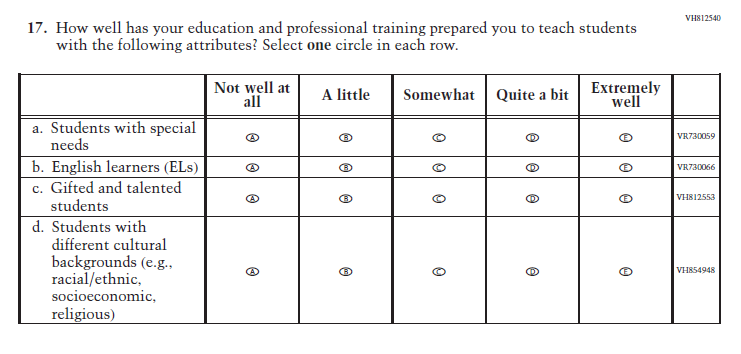 VH812540
17. How well has your education and professional training prepared you to teach students
with the following attributes? Select one circle in each row.
Not well at
all
A little
Somewhat
Quite a bit
Extremely
well
a. Students with special
needs
A B C D E VR730059
b. English learners (ELs)
A B C D E VR730066
c. Gifted and talented
students
A B C D E VH812553
d. Students with
different cultural
backgrounds (e.g.,
racial/ethnic,
socioeconomic,
religious)
A B C D E VH854948